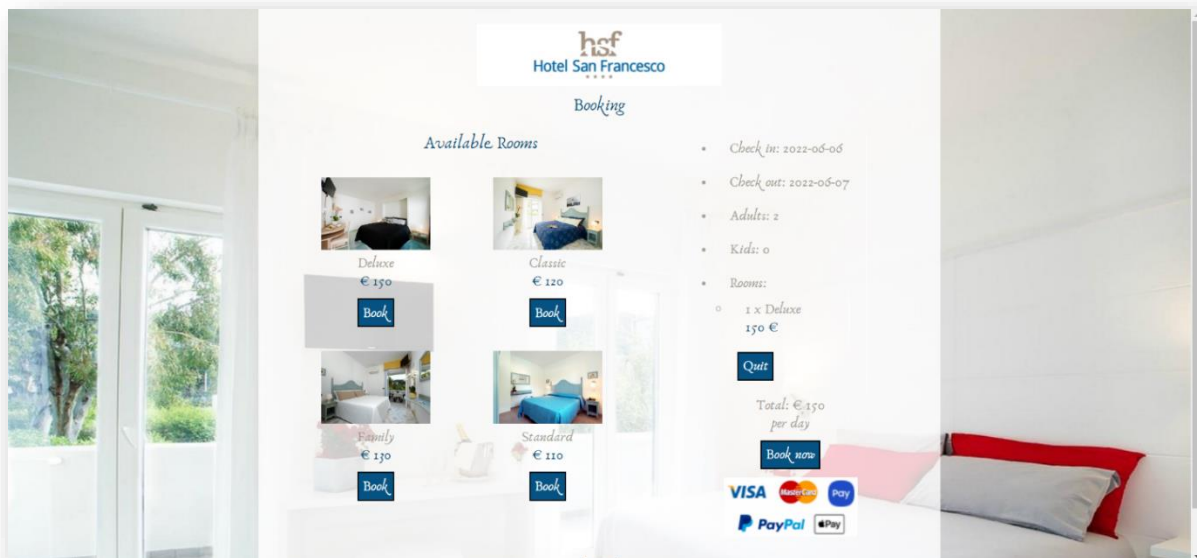 hsf
Hotel San Francesco
Booking
Available Rooms
Deluxe
€ 150
Book
Classic
€ 120
Book
Family
€ 130
Book
Standard
€ 110
Book
Check in: 2022-06-06
Check out: 2022-06-07
Adults: 2
Kids: 0
Rooms:
1 x Deluxe
150 €
Quit
Total: € 150
per day
Book now
VISA MasterCard Pay
PayPal Pay